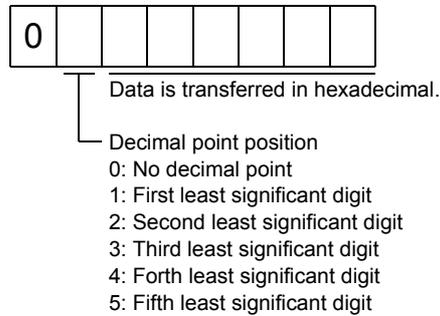 0
Data is transferred in hexadecimal.
Decimal point position
0: No decimal point
1: First least significant digit
2: Second least significant digit
3: Third least significant digit
4: Forth least significant digit
5: Fifth least significant digit